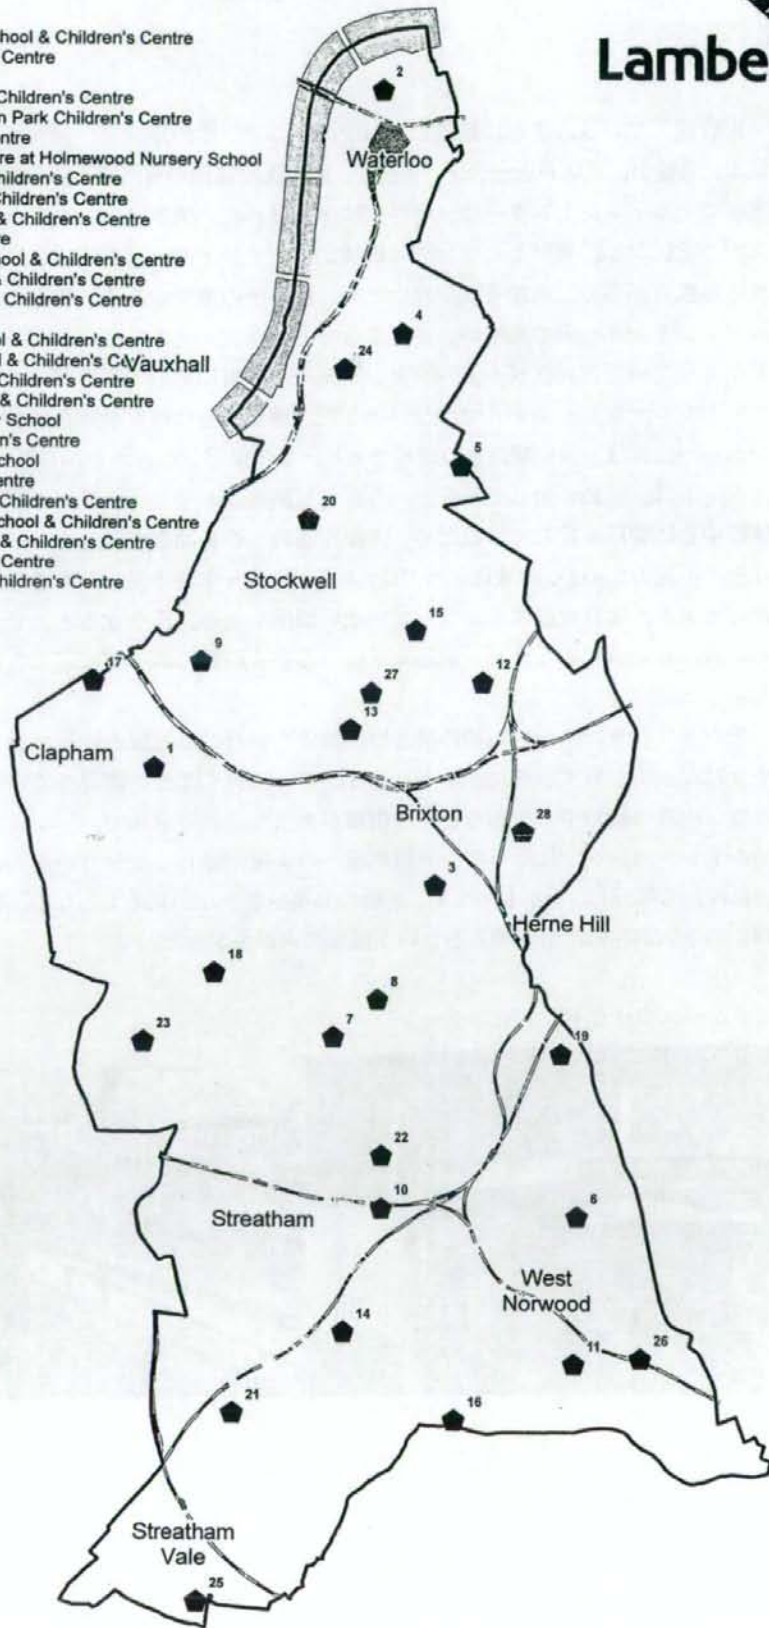 hool & Children's Centre
Centre
Lambe
Children's Centre
n Park Children's Centre
ntre
re at Holmewood Nursery School
hildren's Centre
Children's Centre
& Children's Centre
re
ool & Children's Centre
& Children's Centre
Children's Centre
l & Children's Centre
l & Children's Ce
Vauxhall
Children's Centre
& Children's Centre
School
n's Centre
chool
entre
Children's Centre
chool & Children's Centre
& Children's Centre
Centre
hildren's Centre
2
Waterloo
4
24
5
20
Stockwell
15
9
17
27
12
13
Clapham
1
Brixton
28
3
Herne Hill
18
8
23
7
19
22
10
Streatham
6
West
Norwood
14
11
26
21
16
Streatham
Vale
25